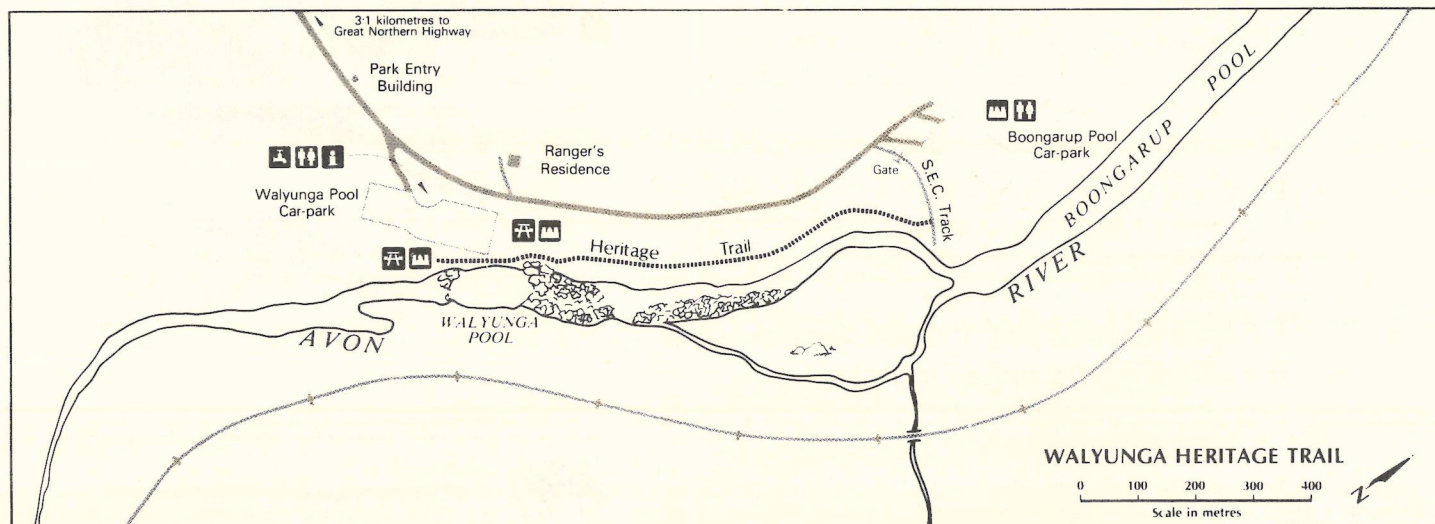 3·1 kilometres to
Great Northern Highway
Park Entry
Building
Ranger's
Residence
Walyunga Pool
Car-park
Boongarup Pool
Car-park
Gate
S.E.C. Track
BOONGARUP POOL
Heritage Trail
RIVER
AVON
WALYUNGA
POOL
WALYUNGA HERITAGE TRAIL
0 100 200 300 400
Scale in metres
N